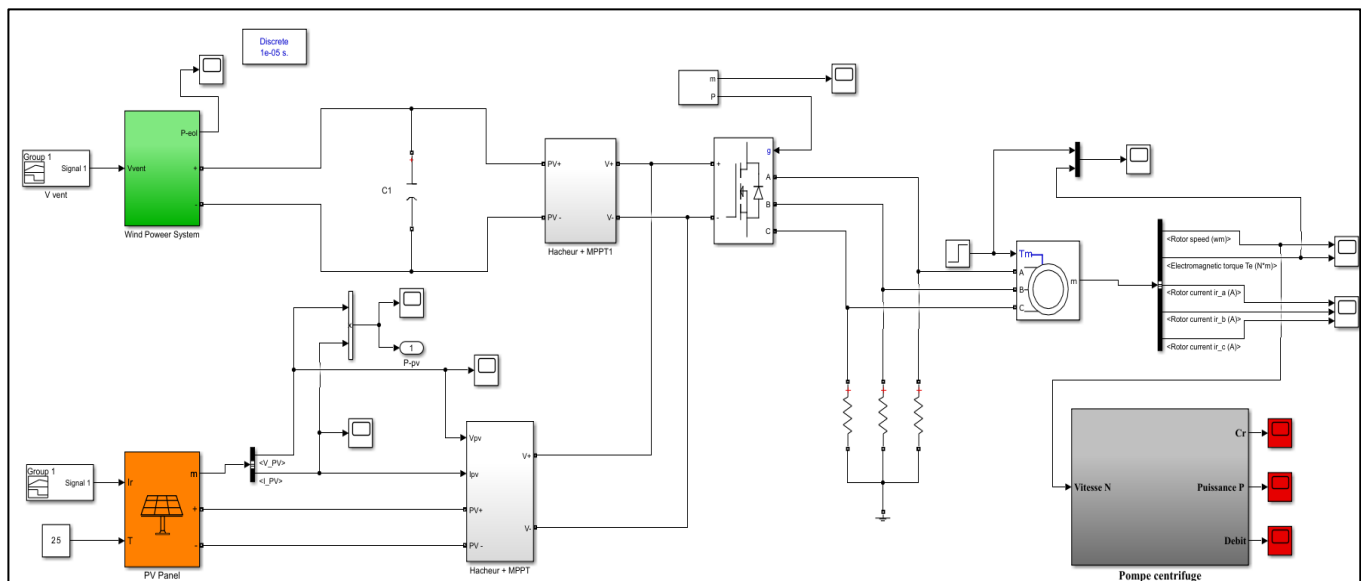 Discrete
1e-05 s.
P-eol
Group 1
Signal 1
V vent
Vvent
+
-
Wind Poweer System
+
C1
PV+
PV -
V+
V-
Hacheur + MPPT1
m
P
+
-
g
A
B
C
Tm
A
B
C
m
<Rotor speed (wm)>
<Electromagnetic torque Te (N*m)>
<Rotor current ir_a (A)>
<Rotor current ir_b (A)>
<Rotor current ir_c (A)>
x
1
P-pv
Group 1
Signal 1
25
Ir
T
m
+
-
PV Panel
<V_PV>
<I_PV>
Vpv
Ipv
PV+
PV -
V+
V-
Hacheur + MPPT
+
+
+
Vitesse N
Cr
Puissance P
Debit
Pompe centrifuge